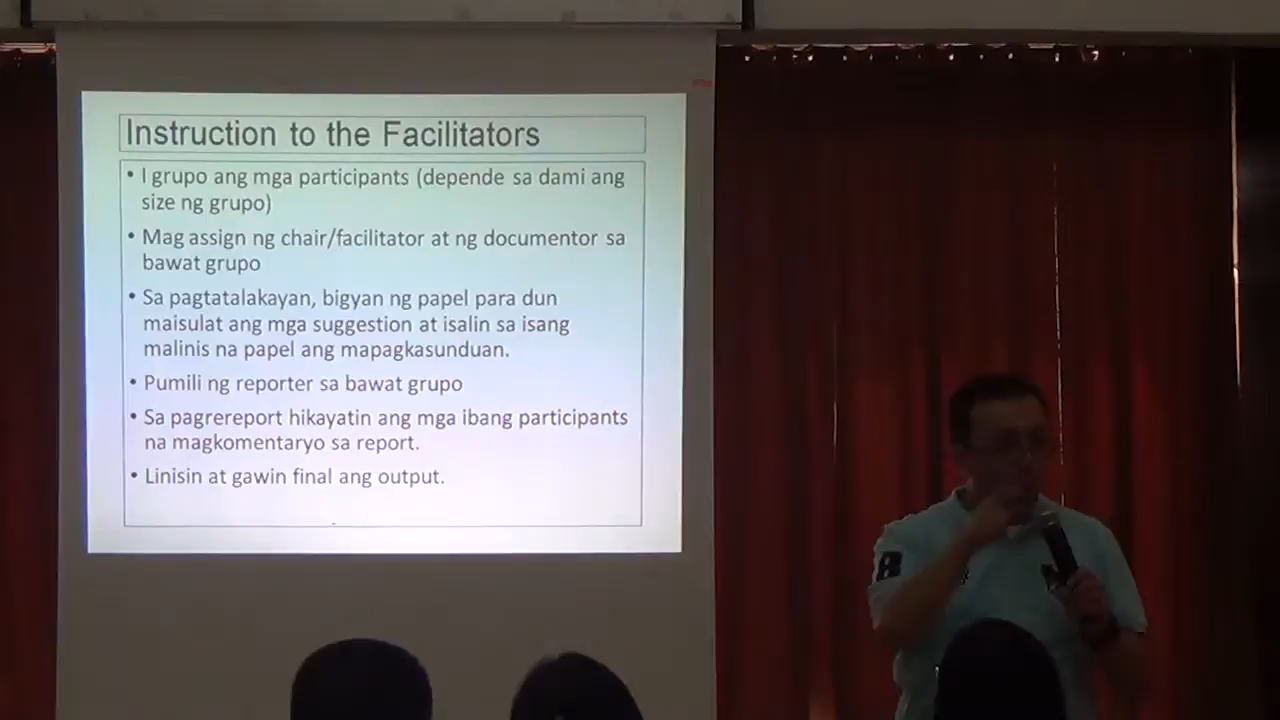 Instruction to the Facilitators
• I grupo ang mga participants (depende sa dami ang
size ng grupo)
• Mag assign ng chair/facilitator at ng documentor sa
bawat grupo
• Sa pagtatalakayan, bigyan ng papel para dun
maisulat ang mga suggestion at isalin sa isang
malinis na papel ang mapagkasunduan.
• Pumili ng reporter sa bawat grupo
• Sa pagrereport hikayatin ang mga ibang participants
na magkomentaryo sa report.
• Linisin at gawin final ang output.